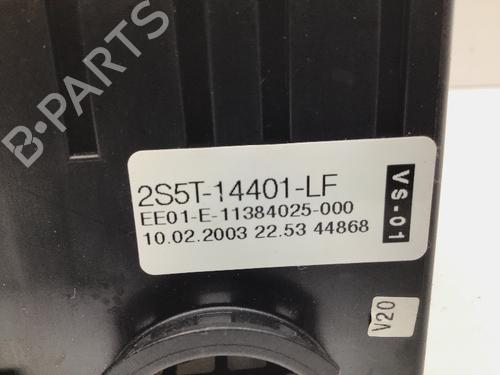 B-PARTS
2S5T-14401-LF
EE01-E-11384025-000
10.02.2003 22.53 44868
VS-01
V20